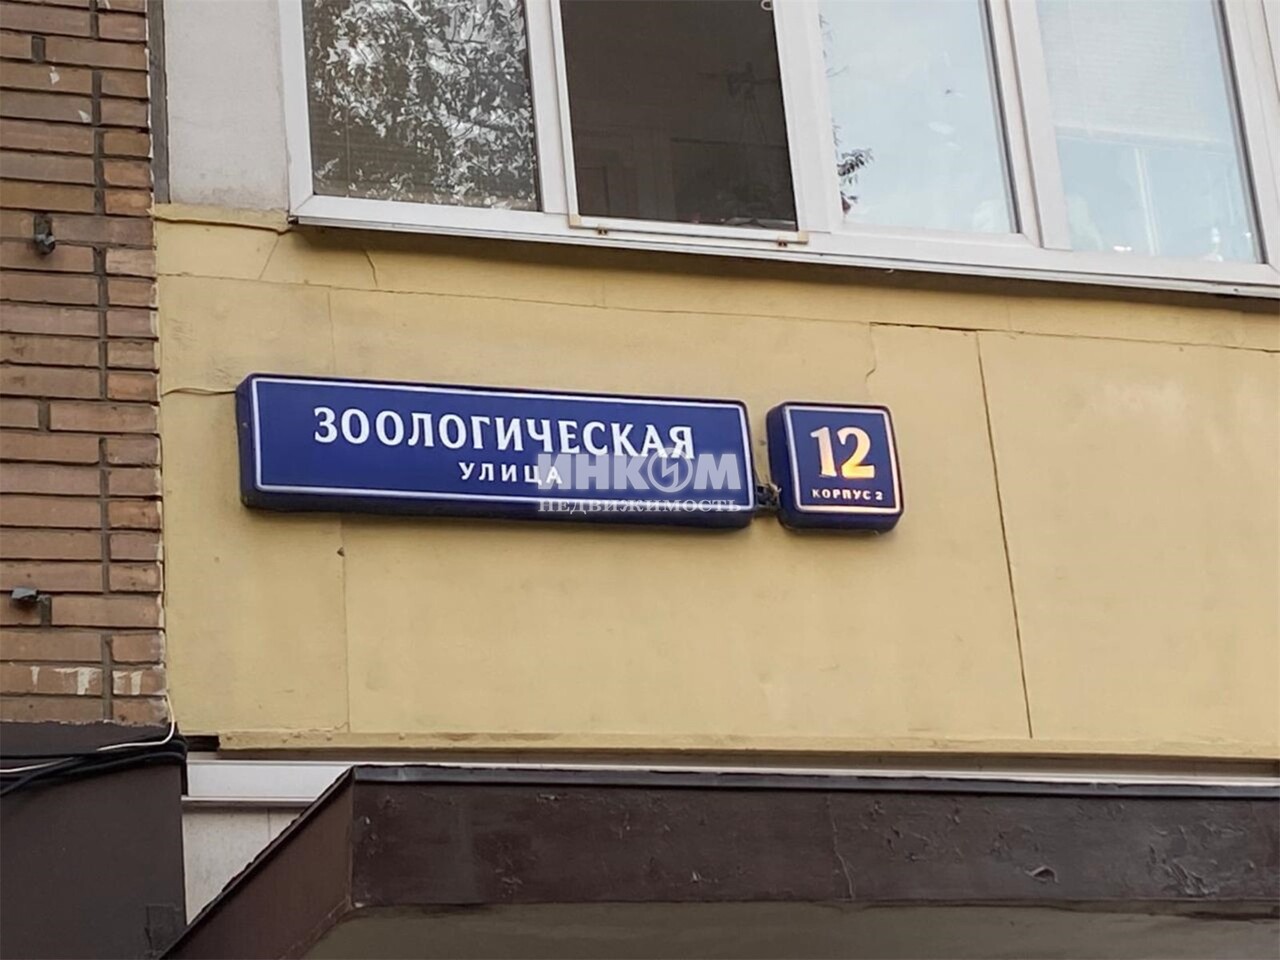 ЗООЛОГИЧЕСКАЯ
УЛИЦА
12
КОРПУС 2
ИНКОМ
НЕДВИЖИМОСТЬ